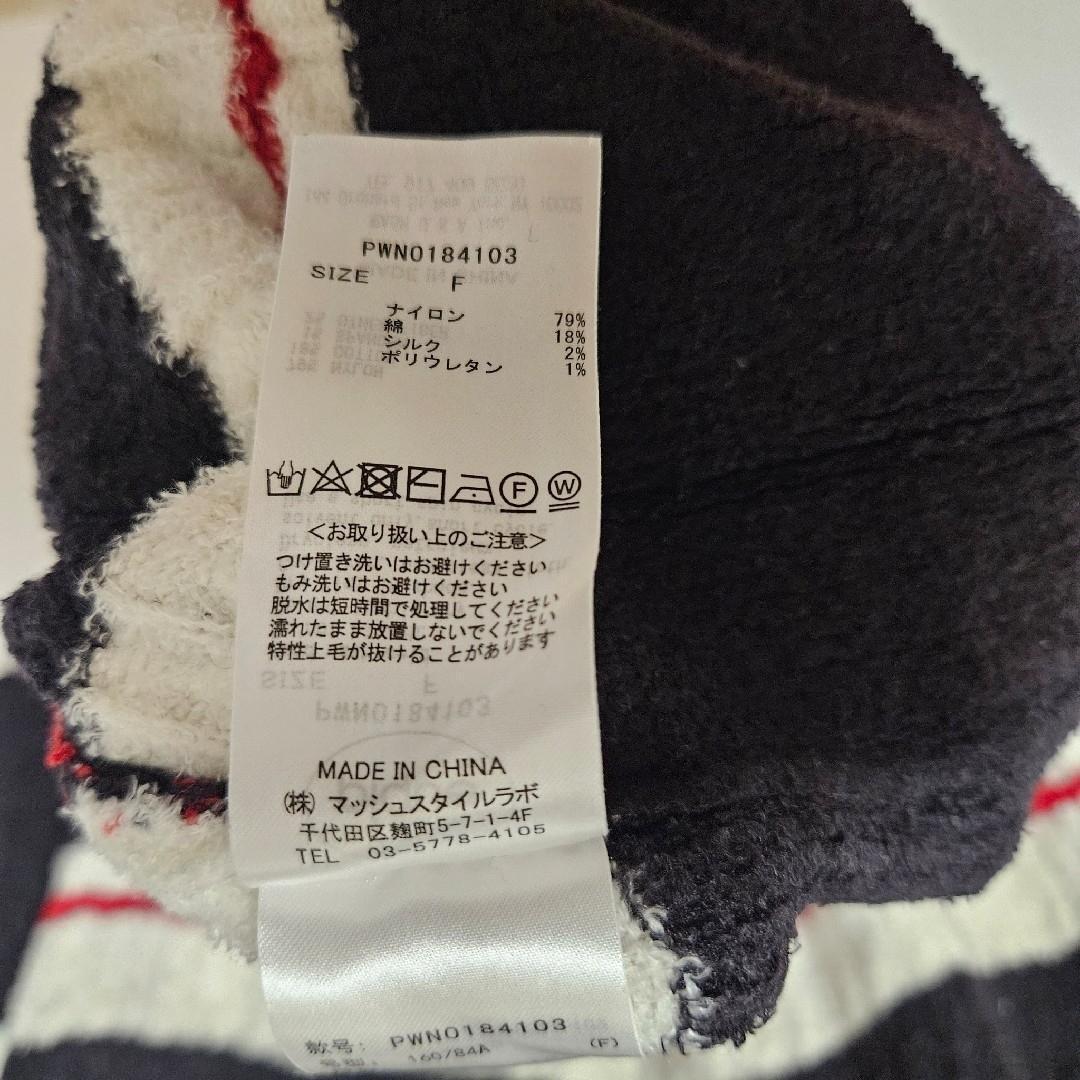 PWN0184103
SIZE F
ナイロン 79%
綿 18%
シルク 2%
ポリウレタン 1%
F W
<お取り扱い上のご注意>
つけ置き洗いはお避けください
もみ洗いはお避けください
脱水は短時間で処理してください
濡れたまま放置しないでください
特性上毛が抜けることがあります
MADE IN CHINA
(株) マッシュスタイルラボ
千代田区麹町5-7-1-4F
TEL 03-5778-4105
款号: PWN0184103
160/84A (F)